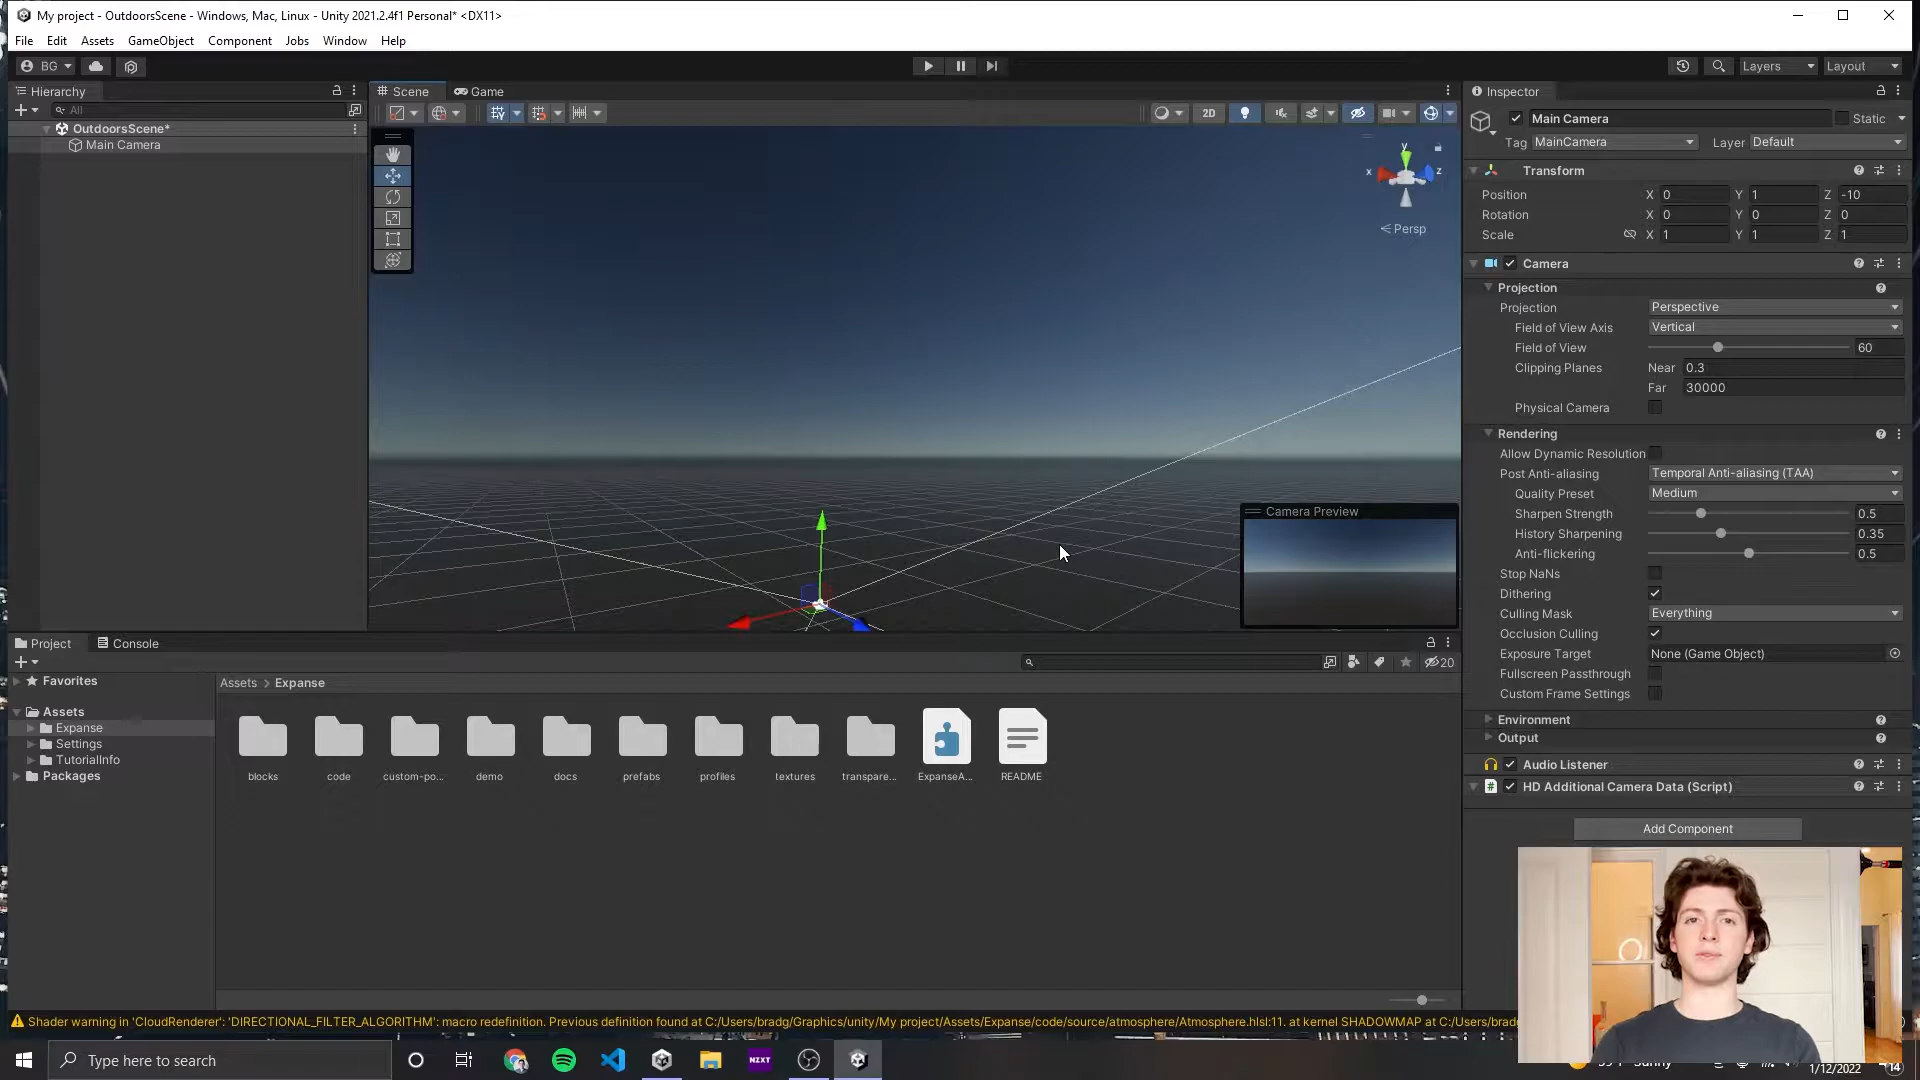 My project - OutdoorsScene - Windows, Mac, Linux - Unity 2021.2.4f1 Personal* <DX11>
File Edit Assets GameObject Component Jobs Window Help
BG
Layers Layout
Hierarchy
All
OutdoorsScene*
Main Camera
Scene Game
2D
y
x
z
Persp
Camera Preview
Inspector
Main Camera Static
Tag MainCamera Layer Default
Transform
Position X 0 Y 1 Z -10
Rotation X 0 Y 0 Z 0
Scale X 1 Y 1 Z 1
Camera
Projection
Projection Perspective
Field of View Axis Vertical
Field of View 60
Clipping Planes Near 0.3
Far 30000
Physical Camera
Rendering
Allow Dynamic Resolution
Post Anti-aliasing Temporal Anti-aliasing (TAA)
Quality Preset Medium
Sharpen Strength 0.5
History Sharpening 0.35
Anti-flickering 0.5
Stop NaNs
Dithering
Culling Mask Everything
Occlusion Culling
Exposure Target None (Game Object)
Fullscreen Passthrough
Custom Frame Settings
Environment
Output
Audio Listener
# HD Additional Camera Data (Script)
Add Component
Project Console
20
Favorites
Assets
Expanse
Settings
TutorialInfo
Packages
Assets > Expanse
blocks code custom-po... demo docs prefabs profiles textures transpare... ExpanseA... README
Shader warning in 'CloudRenderer': 'DIRECTIONAL_FILTER_ALGORITHM': macro redefinition. Previous definition found at C:/Users/bradg/Graphics/unity/My project/Assets/Expanse/code/source/atmosphere/Atmosphere.hlsl:11. at kernel SHADOWMAP at C:/Users/bradg
Type here to search
NZXT
Sunny
1/12/2022
14